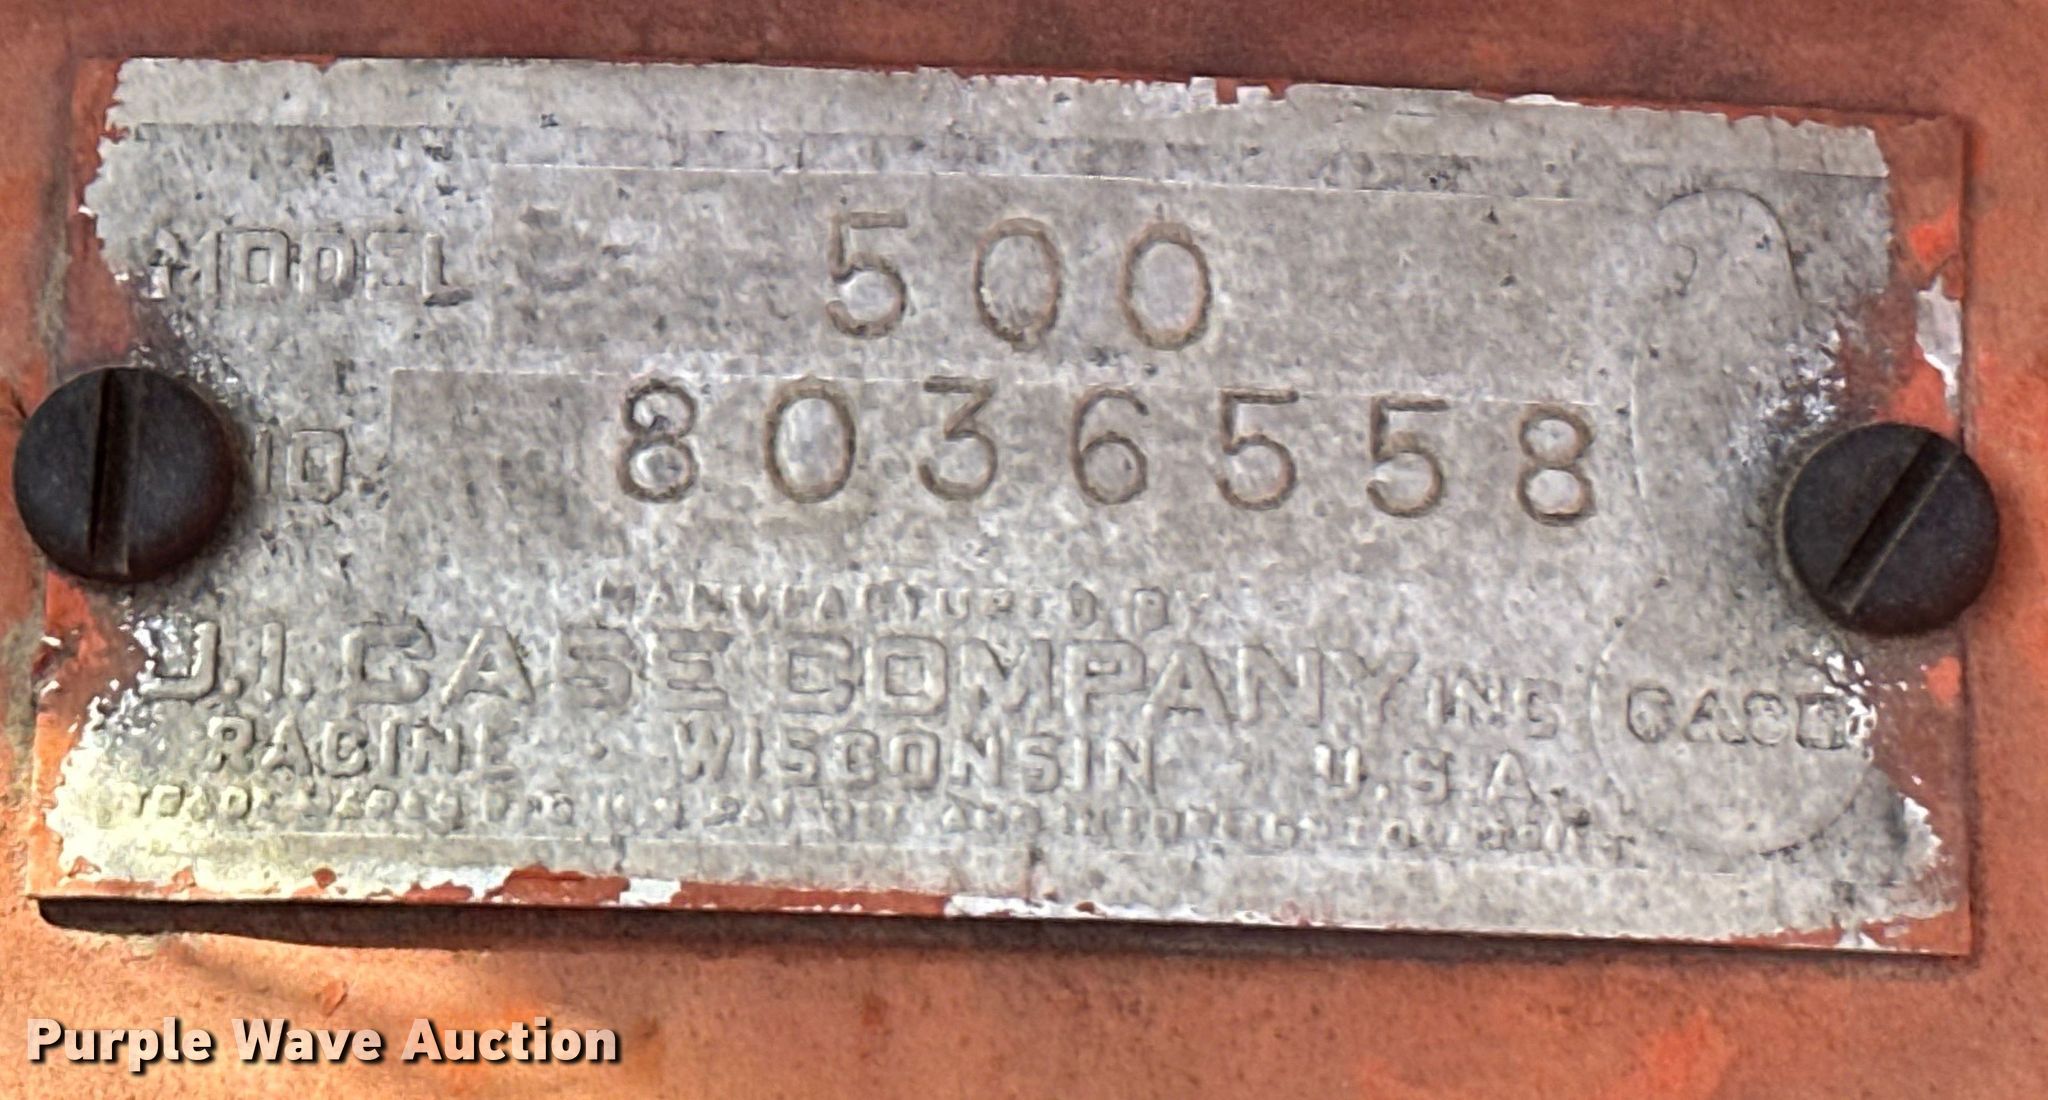 MODEL 500
NO. 8036558
MANUFACTURED BY
J.I. CASE COMPANY INC
RACINE · WISCONSIN · U.S.A.
CASE
Purple Wave Auction